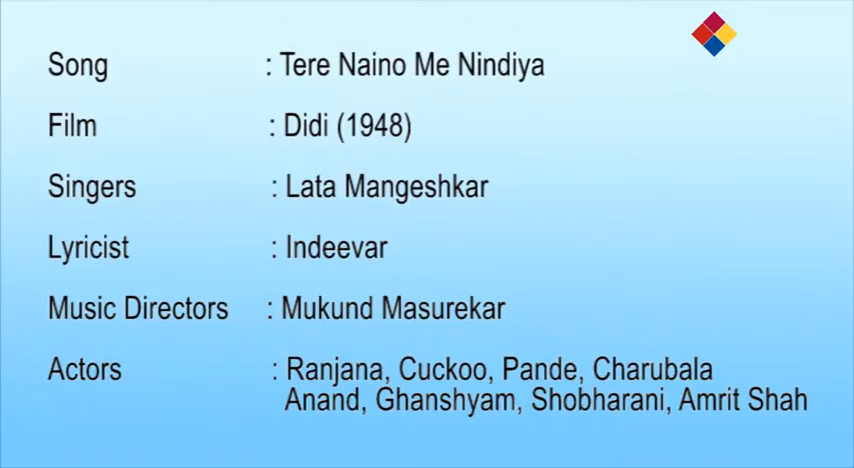 Song : Tere Naino Me Nindiya
Film : Didi (1948)
Singers : Lata Mangeshkar
Lyricist : Indeevar
Music Directors : Mukund Masurekar
Actors : Ranjana, Cuckoo, Pande, Charubala
Anand, Ghanshyam, Shobharani, Amrit Shah